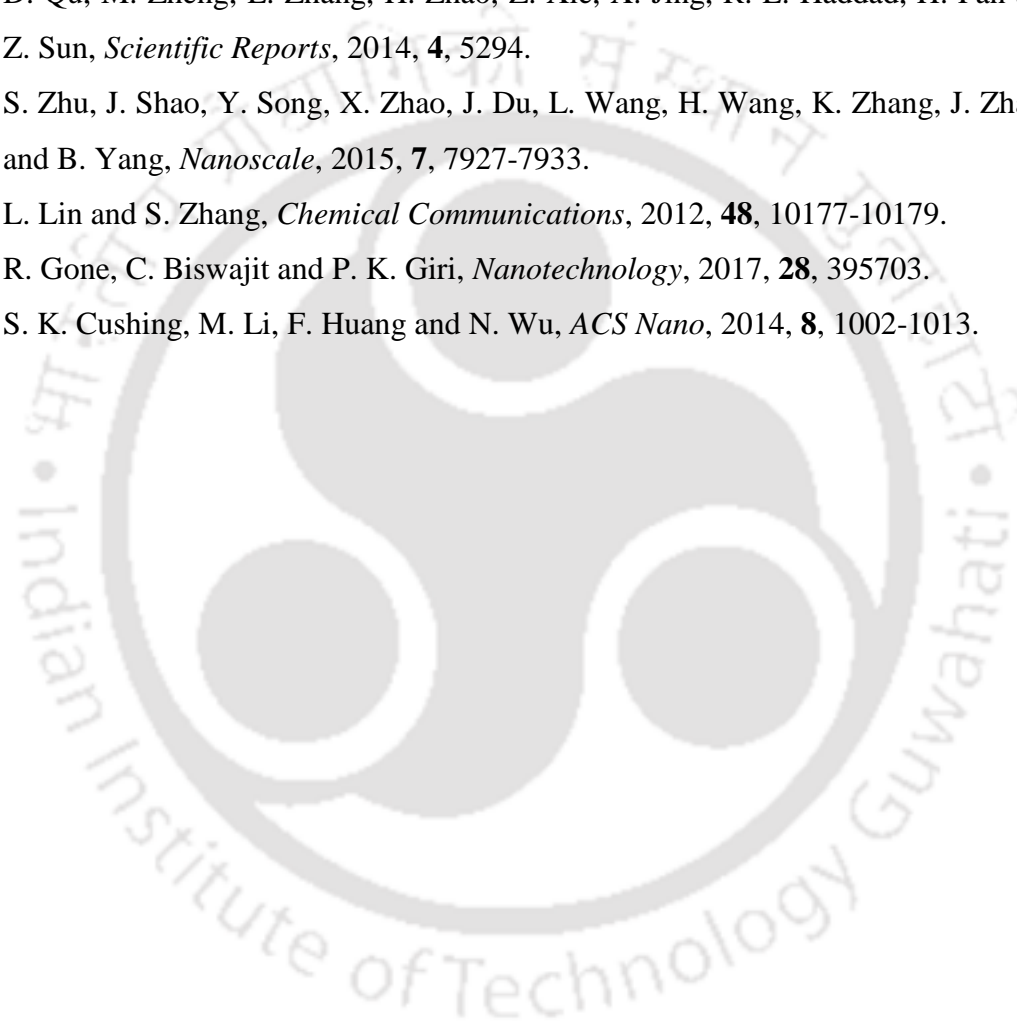 Z. Sun, Scientific Reports, 2014, 4, 5294.
S. Zhu, J. Shao, Y. Song, X. Zhao, J. Du, L. Wang, H. Wang, K. Zhang, J. Zha
and B. Yang, Nanoscale, 2015, 7, 7927-7933.
L. Lin and S. Zhang, Chemical Communications, 2012, 48, 10177-10179.
R. Gone, C. Biswajit and P. K. Giri, Nanotechnology, 2017, 28, 395703.
S. K. Cushing, M. Li, F. Huang and N. Wu, ACS Nano, 2014, 8, 1002-1013.
Indian Institute of Technology Guwahati